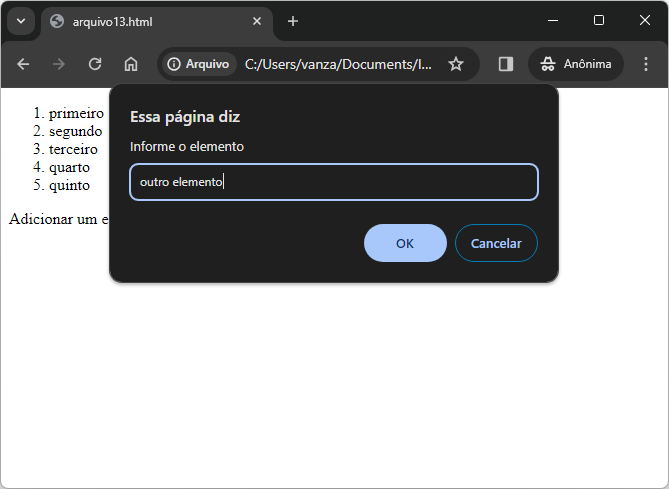 arquivo13.html
Arquivo C:/Users/vanza/Documents/I... Anônima
Essa página diz
Informe o elemento
outro elemento
OK Cancelar
1. primeiro
2. segundo
3. terceiro
4. quarto
5. quinto
Adicionar um e